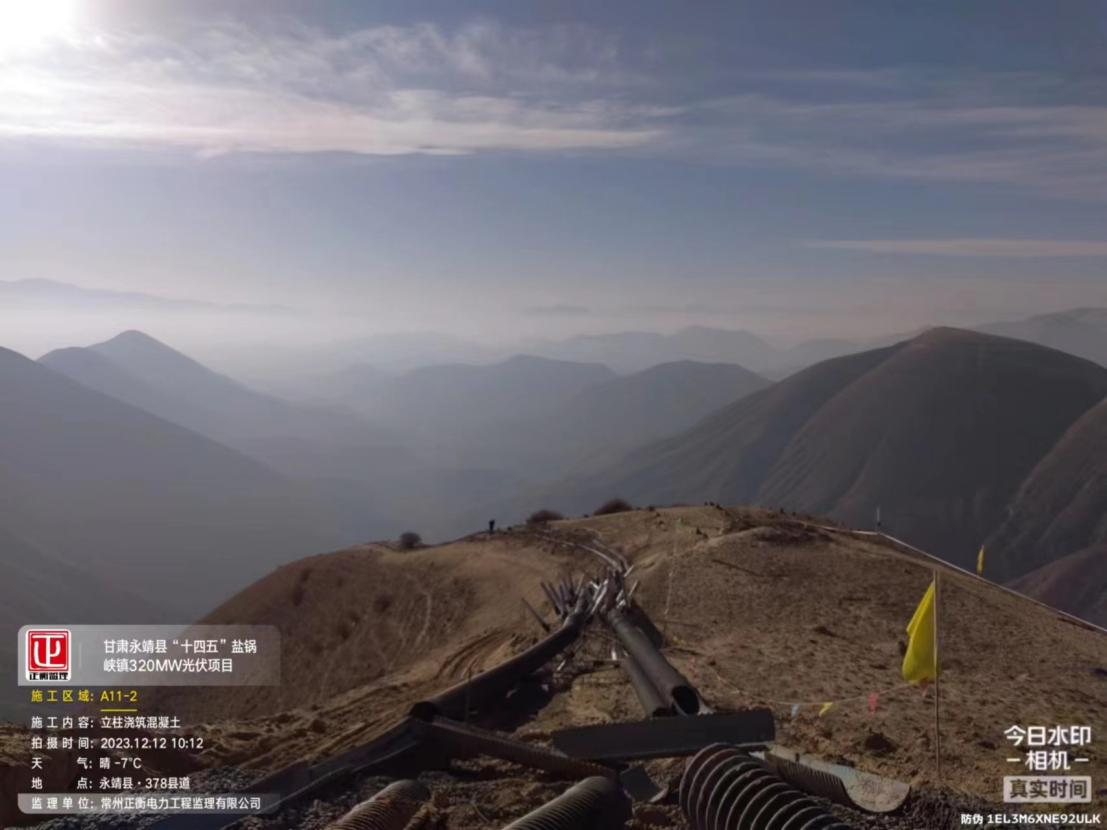 正
正衡监理
甘肃永靖县“十四五”盐锅
峡镇320MW光伏项目
施工区域：A11-2
施工内容：立柱浇筑混凝土
拍摄时间：2023.12.12 10:12
天气：晴 -7℃
地点：永靖县·378县道
监理单位：常州正衡电力工程监理有限公司
今日水印
-相机-
真实时间
防伪 1EL3M6XNE92ULK